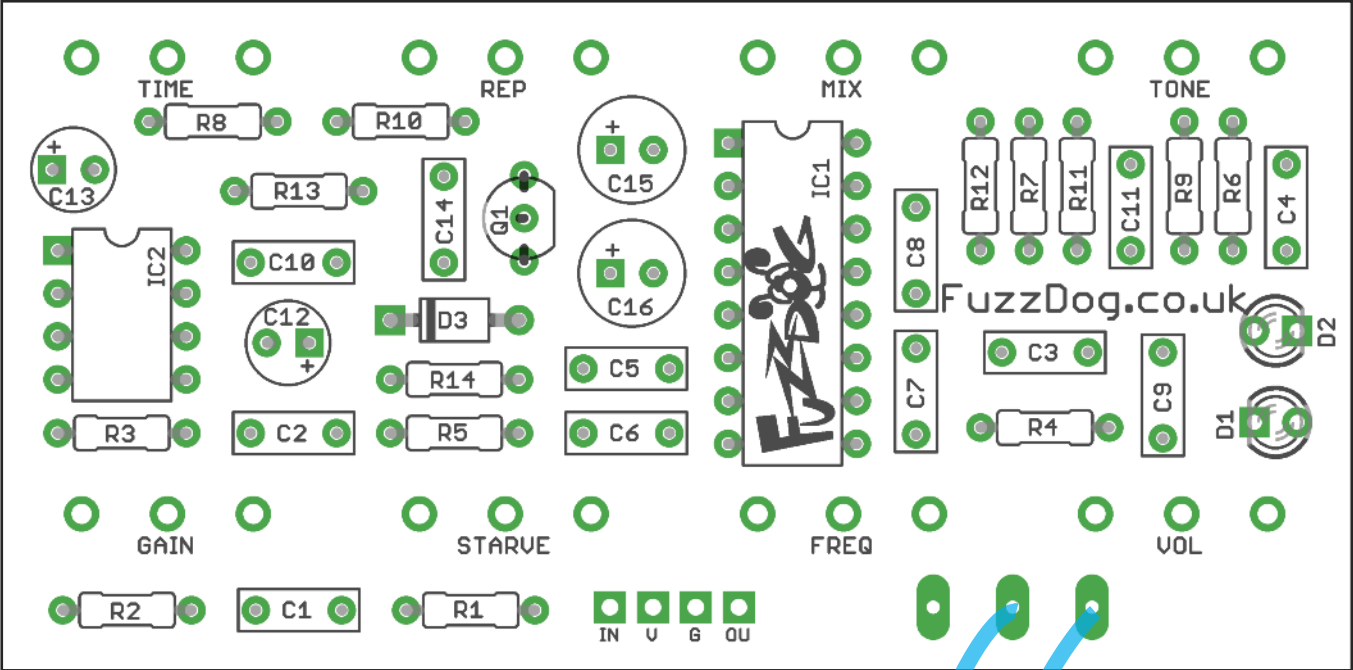 TIME REP MIX TONE
R8 R10
C13 R13 C14 Q1 C15 IC1 R12 R7 R11 C11 R9 R6 C4
IC2 C10 C16 C8
FuzzDog.co.uk
C12 D3 FuzzDog D2
R14 C5 C7 C3 C9
R3 C2 R5 C6 R4 D1
GAIN STARVE FREQ VOL
R2 C1 R1
IN V G OU